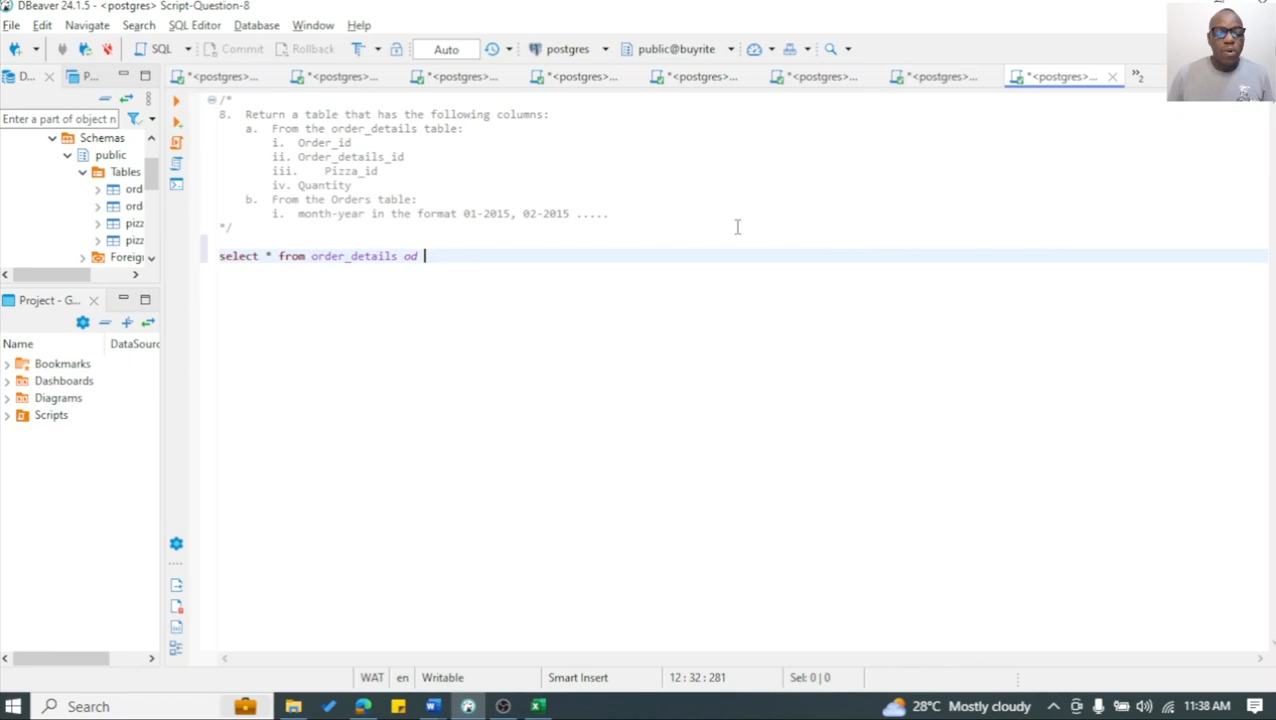 DBeaver 24.1.5 - <postgres> Script-Question-8
File Edit Navigate Search SQL Editor Database Window Help
SQL Commit Rollback Auto postgres public@buyrite
D... P... *<postgres>... *<postgres>... *<postgres>... *<postgres>... *<postgres>... *<postgres>... *<postgres>... *<postgres>... »2
Enter a part of object n
Schemas
public
Tables
ord
ord
pizz
pizz
Foreig
/*
8. Return a table that has the following columns:
a. From the order_details table:
i. Order_id
ii. Order_details_id
iii. Pizza_id
iv. Quantity
b. From the Orders table:
i. month-year in the format 01-2015, 02-2015 .....
*/
select * from order_details od
Project - G...
Name DataSourc
Bookmarks
Dashboards
Diagrams
Scripts
WAT en Writable Smart Insert 12 : 32 : 281 Sel: 0 | 0
Search 28°C Mostly cloudy 11:38 AM